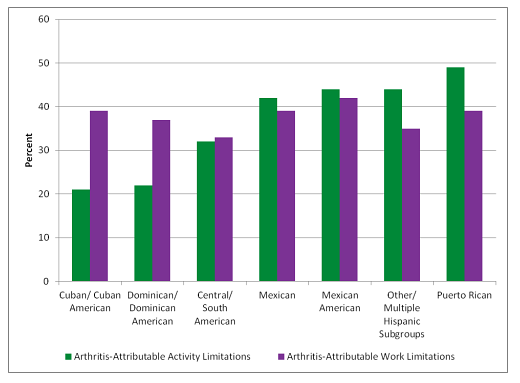 60
50
40
30
20
10
0
Percent
Cuban/ Cuban
American
Dominican/
Dominican
American
Central/
South
American
Mexican
Mexican
American
Other/
Multiple
Hispanic
Subgroups
Puerto Rican
Arthritis-Attributable Activity Limitations
Arthritis-Attributable Work Limitations